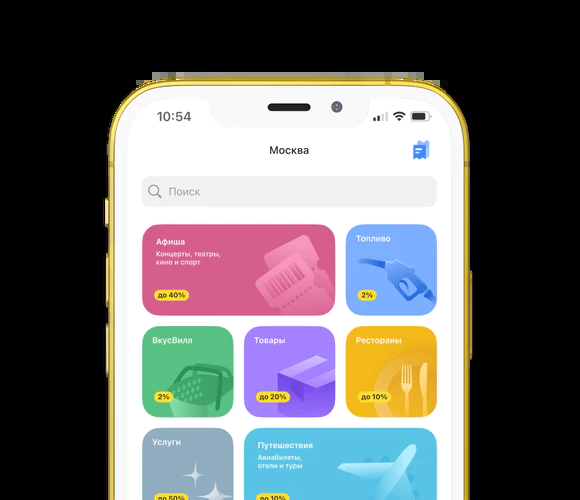 10:54
Москва
Поиск
Афиша
Концерты, театры,
кино и спорт
до 40%
Топливо
2%
ВкусВилл
2%
Товары
до 20%
Рестораны
до 10%
Услуги
до 50%
Путешествия
Авиабилеты,
отели и туры
до 10%